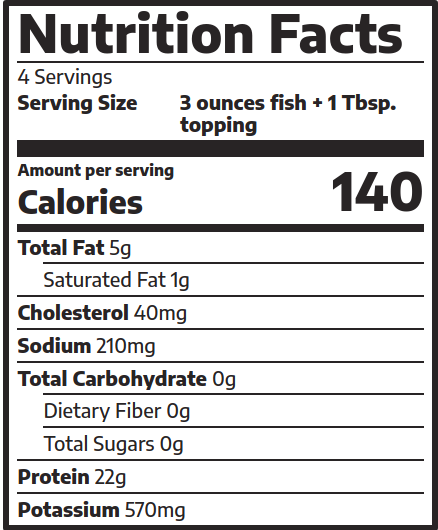 Nutrition Facts
4 Servings
Serving Size 3 ounces fish + 1 Tbsp.
topping
Amount per serving
Calories 140
Total Fat 5g
Saturated Fat 1g
Cholesterol 40mg
Sodium 210mg
Total Carbohydrate 0g
Dietary Fiber 0g
Total Sugars 0g
Protein 22g
Potassium 570mg